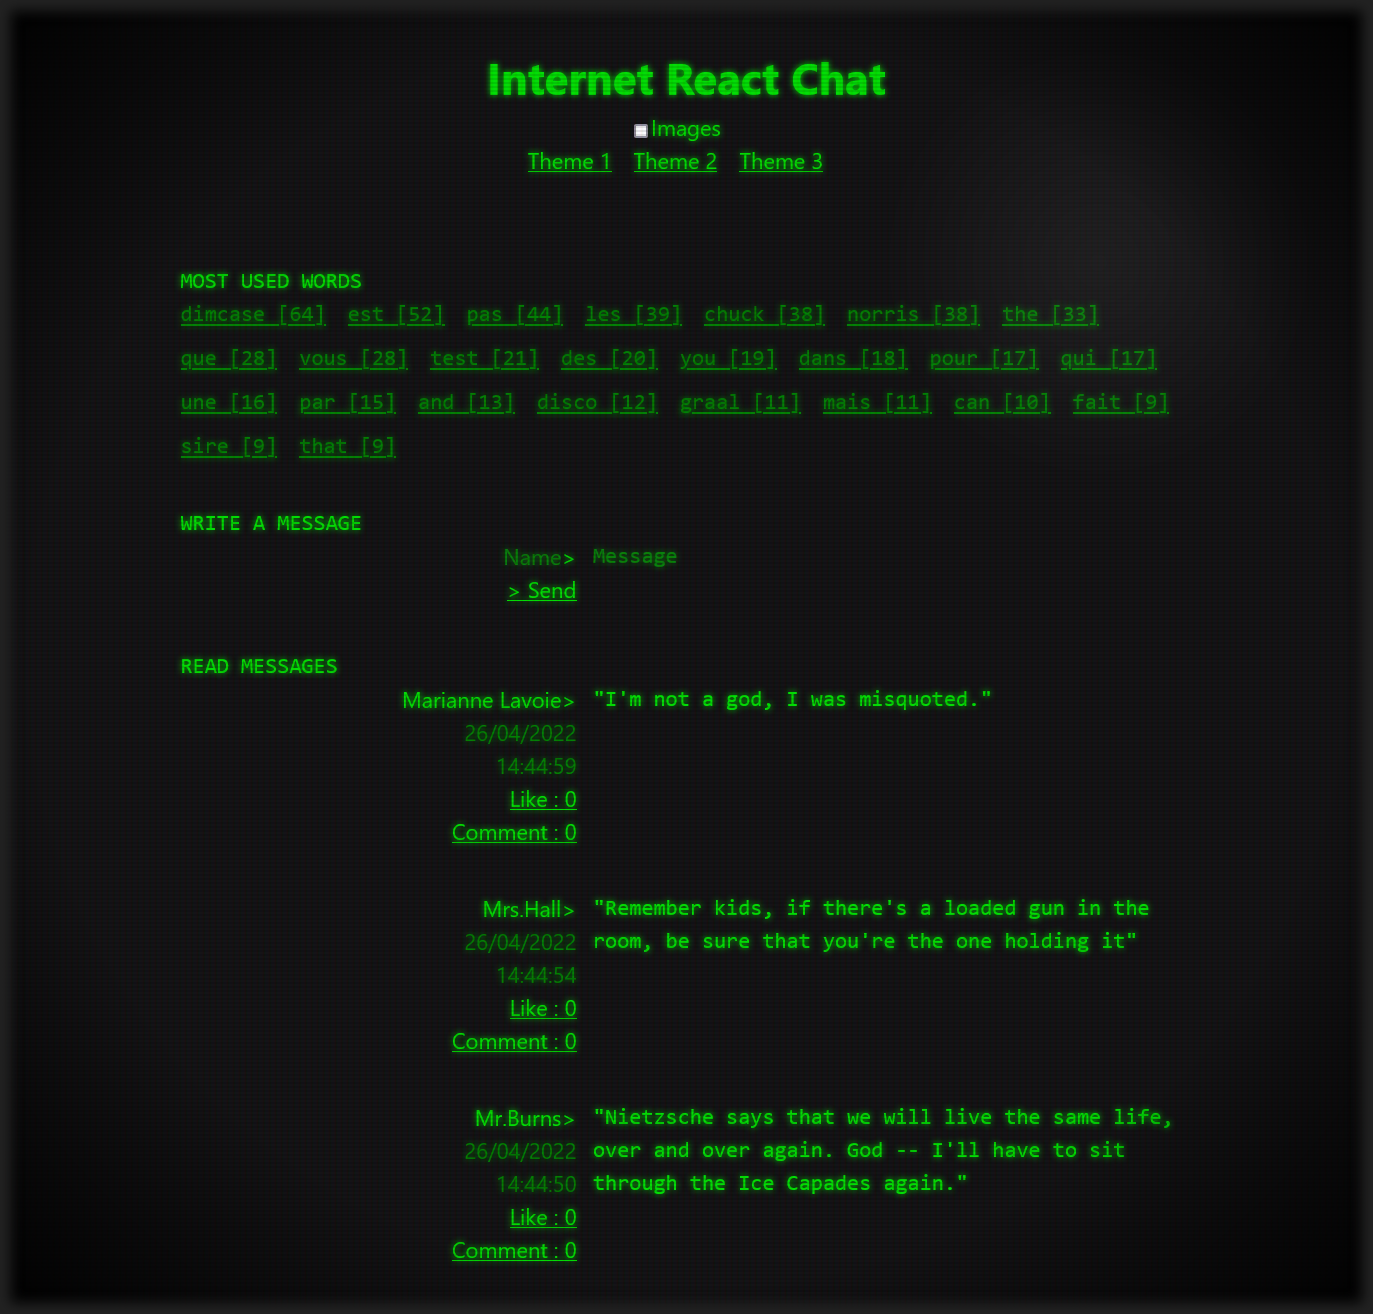 Internet React Chat
Images
Theme 1 Theme 2 Theme 3
MOST USED WORDS
dimcase [64] est [52] pas [44] les [39] chuck [38] norris [38] the [33]
que [28] vous [28] test [21] des [20] you [19] dans [18] pour [17] qui [17]
une [16] par [15] and [13] disco [12] graal [11] mais [11] can [10] fait [9]
sire [9] that [9]
WRITE A MESSAGE
Name> Message
> Send
READ MESSAGES
Marianne Lavoie> "I'm not a god, I was misquoted."
26/04/2022
14:44:59
Like : 0
Comment : 0
Mrs.Hall> "Remember kids, if there's a loaded gun in the
26/04/2022 room, be sure that you're the one holding it"
14:44:54
Like : 0
Comment : 0
Mr.Burns> "Nietzsche says that we will live the same life,
26/04/2022 over and over again. God -- I'll have to sit
14:44:50 through the Ice Capades again."
Like : 0
Comment : 0